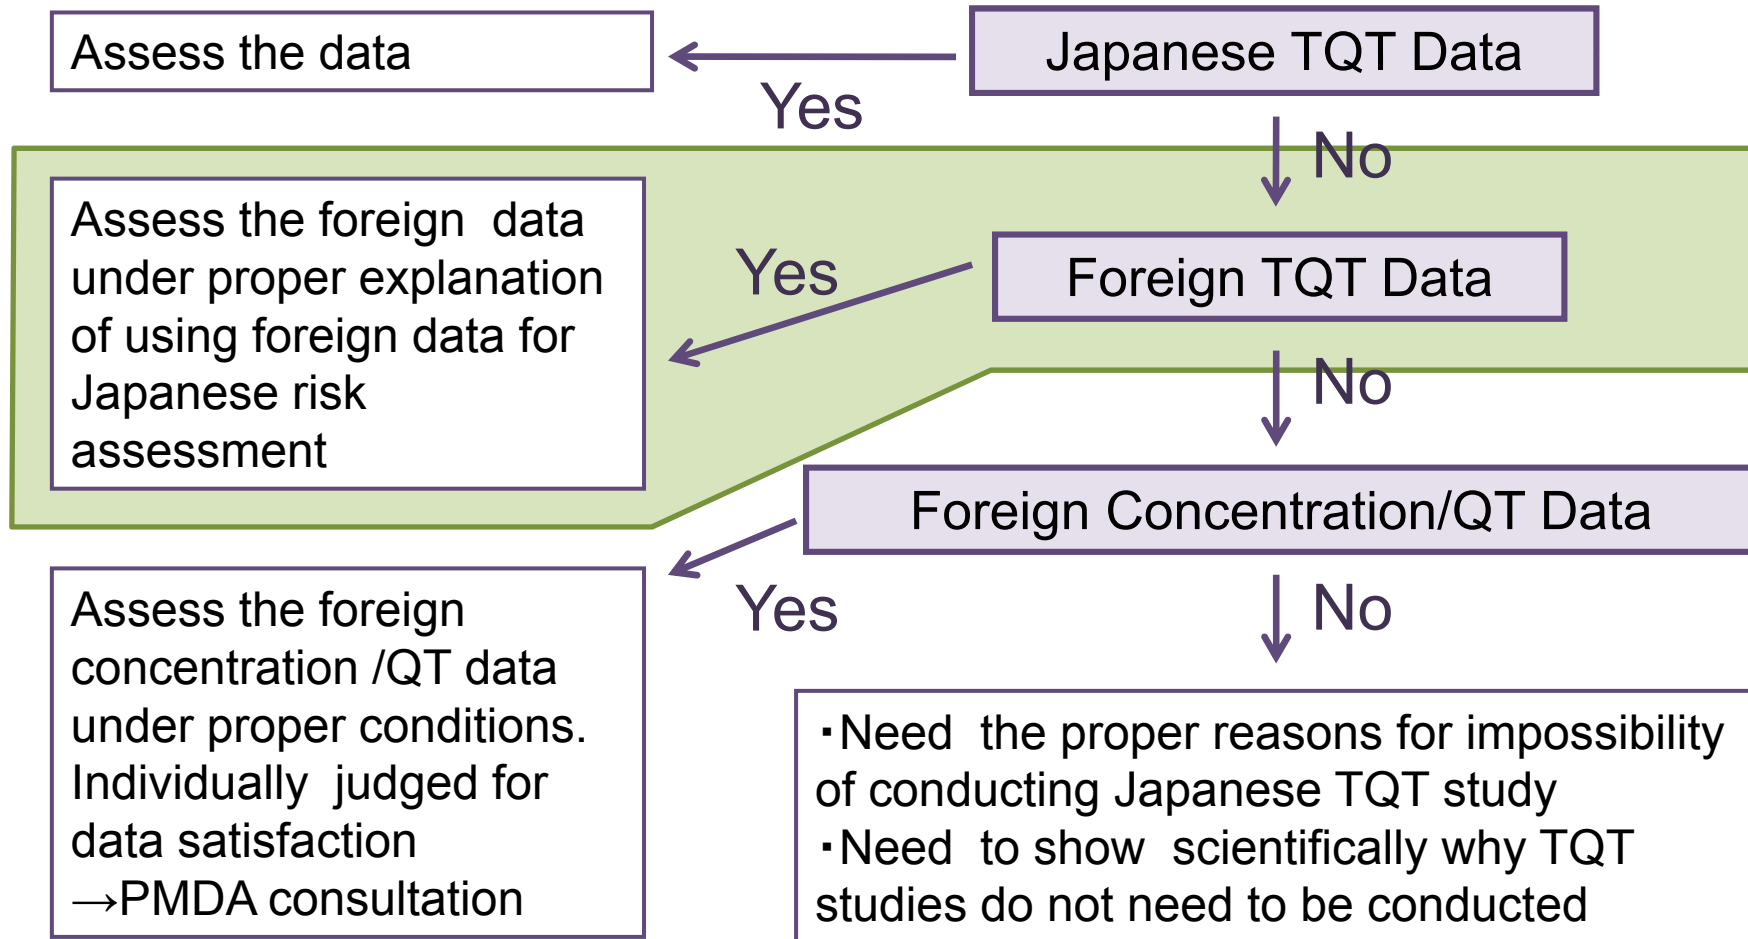 Assess the data
Japanese TQT Data
Yes
No
Assess the foreign data
under proper explanation
of using foreign data for
Japanese risk
assessment
Yes
Foreign TQT Data
No
Foreign Concentration/QT Data
Assess the foreign
concentration /QT data
under proper conditions.
Individually judged for
data satisfaction
→PMDA consultation
Yes
No
・Need the proper reasons for impossibility
of conducting Japanese TQT study
・Need to show scientifically why TQT
studies do not need to be conducted